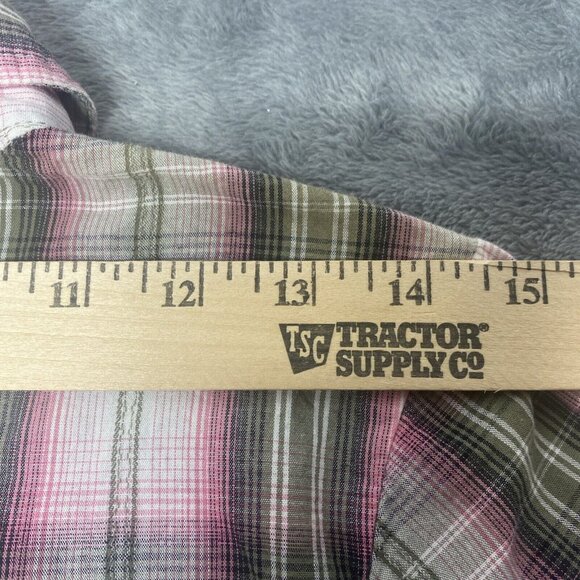 11 12 13 14 15
TSC TRACTOR®
SUPPLY CO